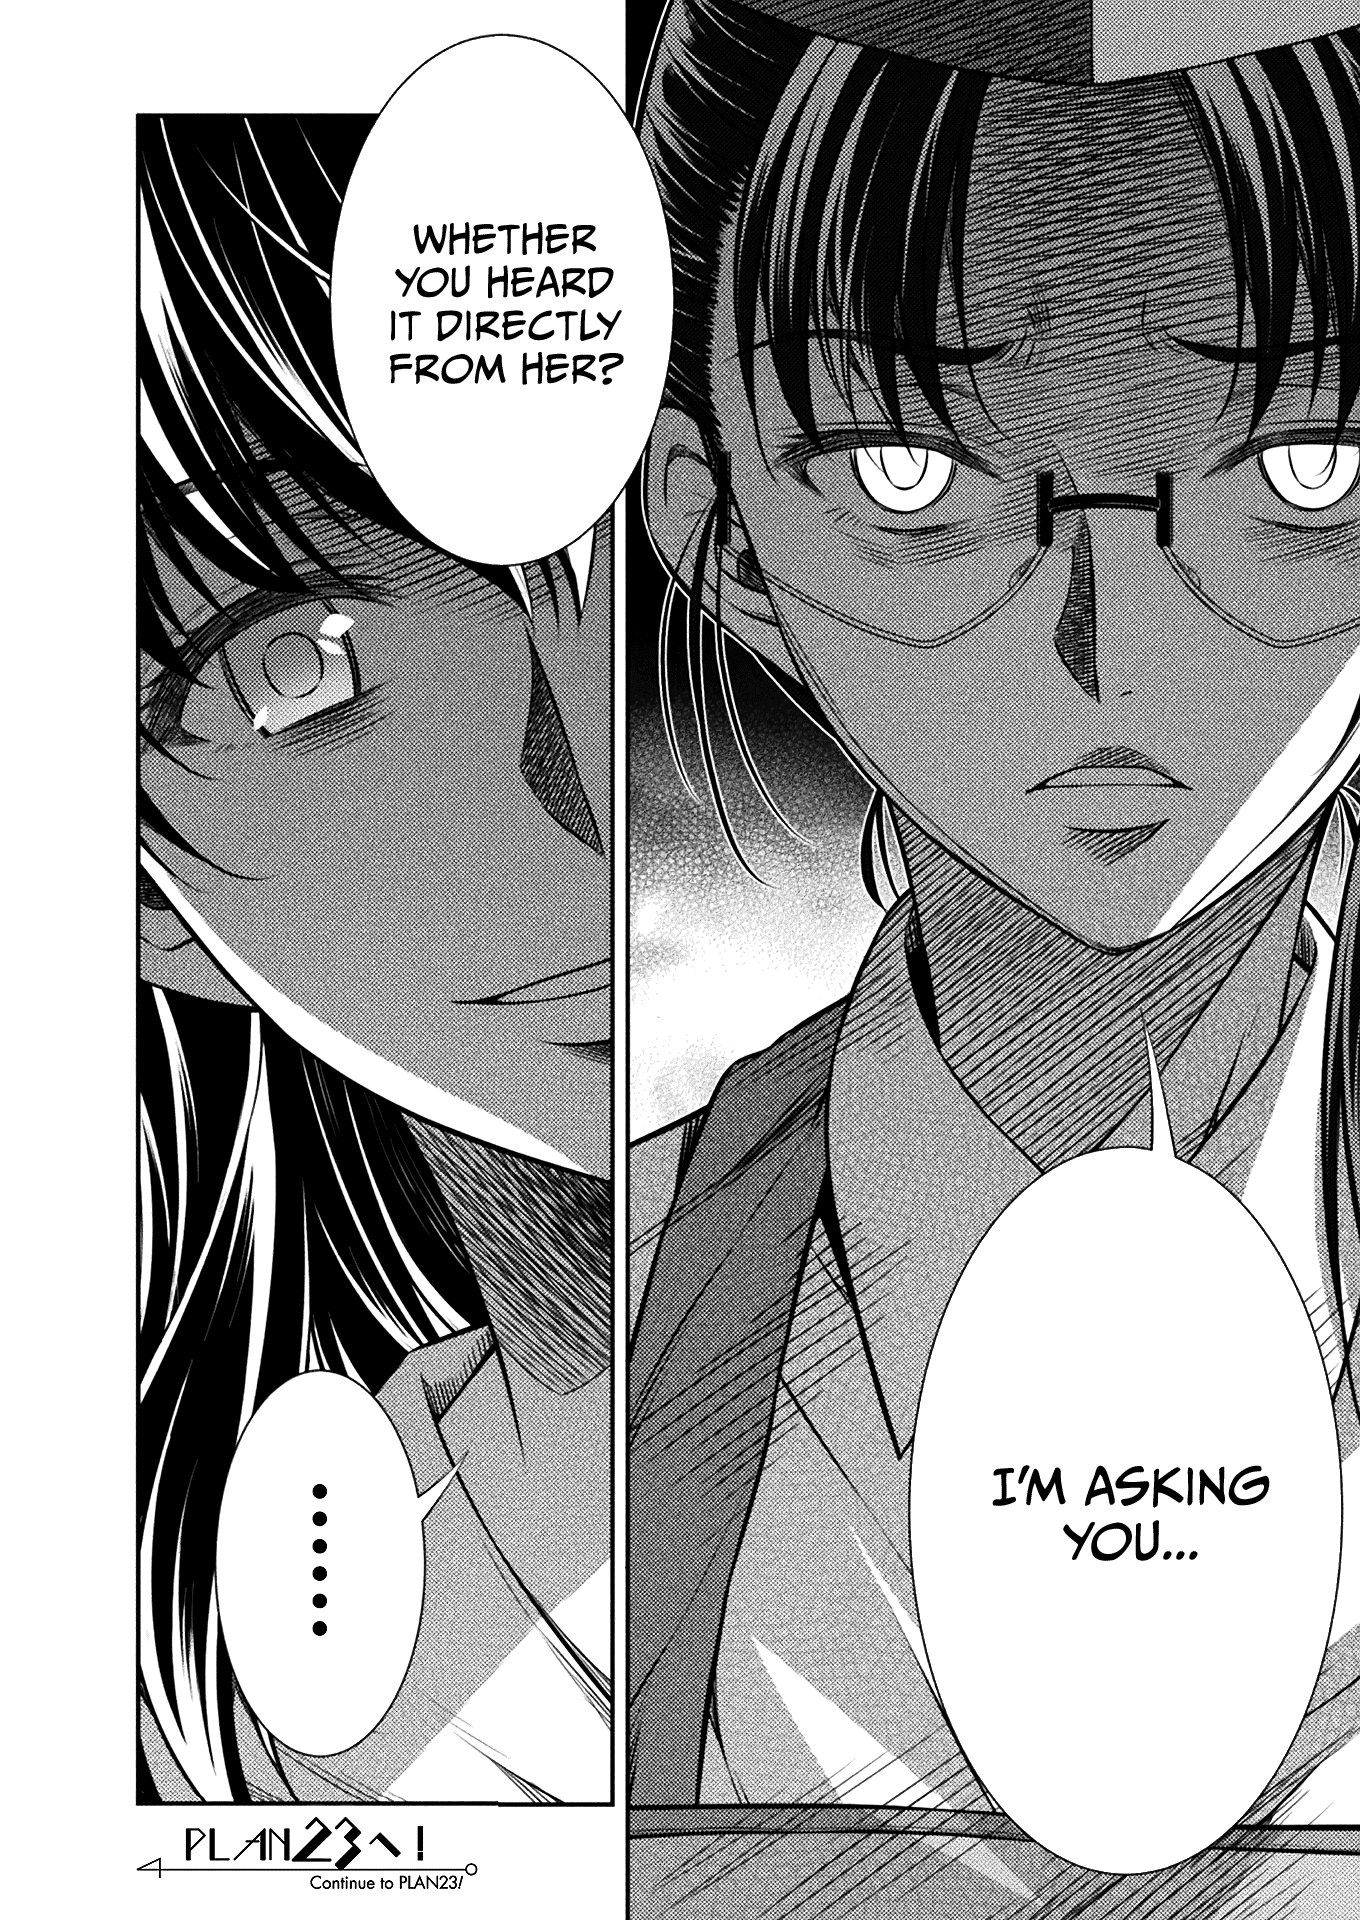 I'M ASKING
YOU...
WHETHER
YOU HEARD
IT DIRECTLY
FROM HER?
......
PLAN23へ!
Continue to PLAN23!